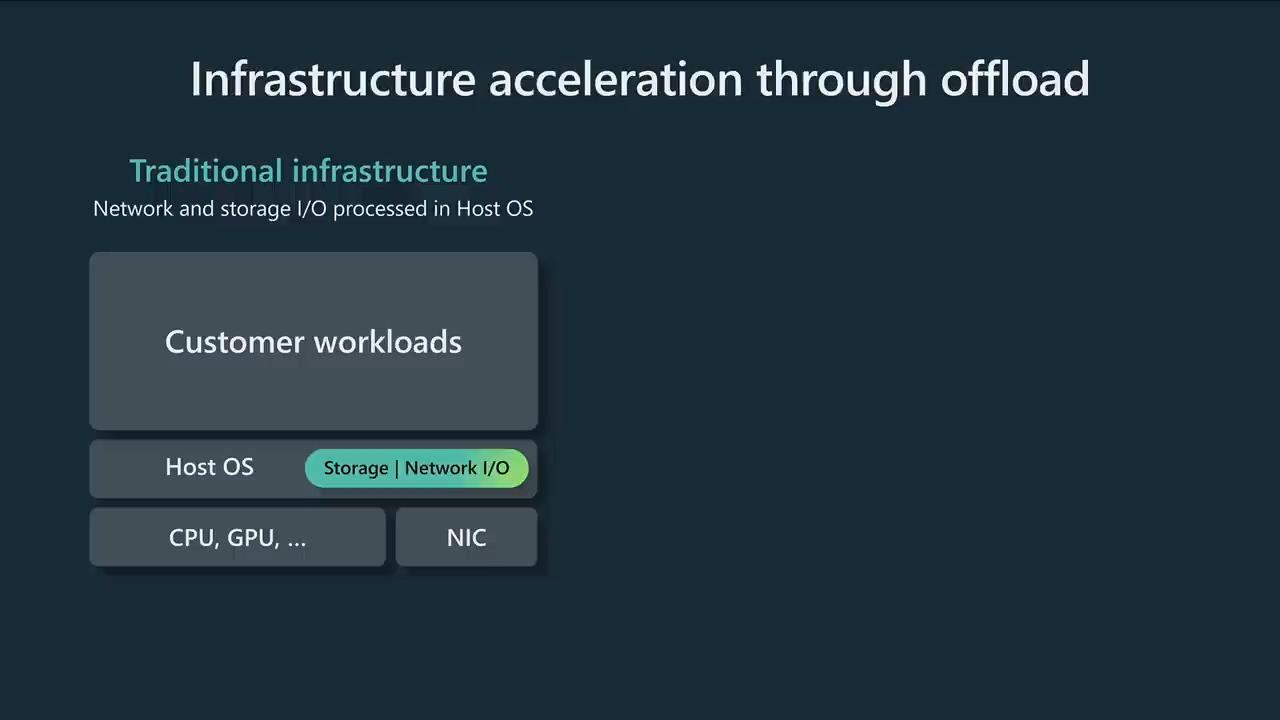 Infrastructure acceleration through offload
Traditional infrastructure
Network and storage I/O processed in Host OS
Customer workloads
Host OS
Storage | Network I/O
CPU, GPU, ...
NIC